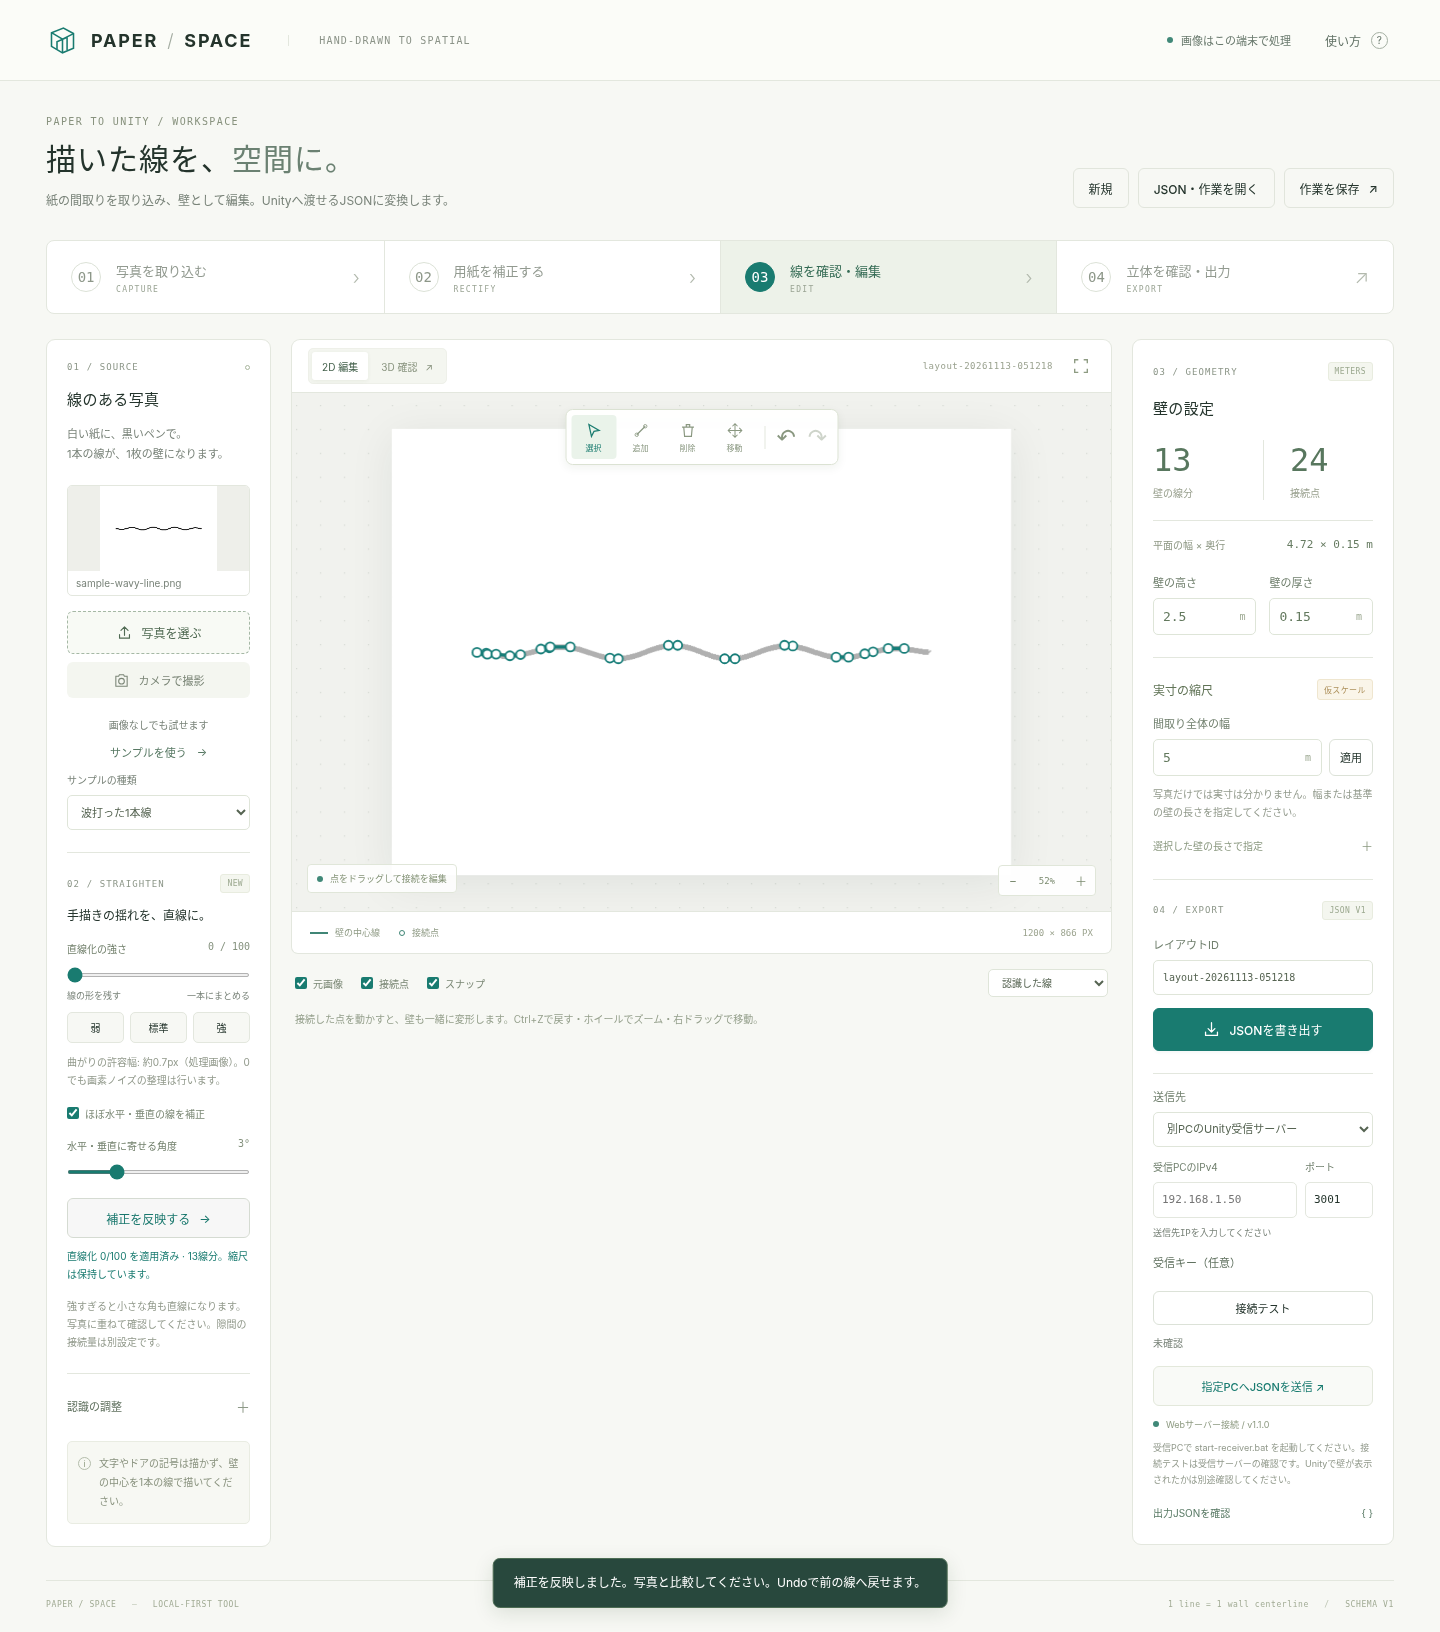 PAPER / SPACE
HAND-DRAWN TO SPATIAL
画像はこの端末で処理
使い方 ?
PAPER TO UNITY / WORKSPACE
描いた線を、空間に。
紙の間取りを取り込み、壁として編集。Unityへ渡せるJSONに変換します。
新規
JSON・作業を開く
作業を保存 ↗
01 写真を取り込む
CAPTURE
02 用紙を補正する
RECTIFY
03 線を確認・編集
EDIT
04 立体を確認・出力
EXPORT
01 / SOURCE
線のある写真
白い紙に、黒いペンで。
1本の線が、1枚の壁になります。
sample-wavy-line.png
写真を選ぶ
カメラで撮影
画像なしでも試せます
サンプルを使う →
サンプルの種類
波打った1本線
02 / STRAIGHTEN
NEW
手描きの揺れを、直線に。
直線化の強さ
0 / 100
線の形を残す
一本にまとめる
弱
標準
強
曲がりの許容幅: 約0.7px（処理画像）。0
でも画素ノイズの整理は行います。
ほぼ水平・垂直の線を補正
水平・垂直に寄せる角度
3°
補正を反映する →
直線化 0/100 を適用済み · 13線分。縮尺
は保持しています。
強すぎると小さな角も直線になります。
写真に重ねて確認してください。隙間の
接続量は別設定です。
認識の調整 +
文字やドアの記号は描かず、壁
の中心を1本の線で描いてくだ
さい。
2D 編集
3D 確認 ↗
layout-20261113-051218
選択
追加
削除
移動
点をドラッグして接続を編集
− 52% +
壁の中心線
接続点
1200 × 866 PX
元画像
接続点
スナップ
認識した線
接続した点を動かすと、壁も一緒に変形します。Ctrl+Zで戻す・ホイールでズーム・右ドラッグで移動。
03 / GEOMETRY
METERS
壁の設定
13
壁の線分
24
接続点
平面の幅 × 奥行
4.72 × 0.15 m
壁の高さ
壁の厚さ
2.5 m
0.15 m
実寸の縮尺
仮スケール
間取り全体の幅
5 m
適用
写真だけでは実寸は分かりません。幅または基準
の壁の長さを指定してください。
選択した壁の長さで指定 +
04 / EXPORT
JSON V1
レイアウトID
layout-20261113-051218
JSONを書き出す
送信先
別PCのUnity受信サーバー
受信PCのIPv4
ポート
192.168.1.50
3001
送信先IPを入力してください
受信キー（任意）
接続テスト
未確認
指定PCへJSONを送信 ↗
Webサーバー接続 / v1.1.0
受信PCで start-receiver.bat を起動してください。接
続テストは受信サーバーの確認です。Unityで壁が表示
されたかは別途確認してください。
出力JSONを確認 { }
補正を反映しました。写真と比較してください。Undoで前の線へ戻せます。
PAPER / SPACE — LOCAL-FIRST TOOL
1 line = 1 wall centerline / SCHEMA V1